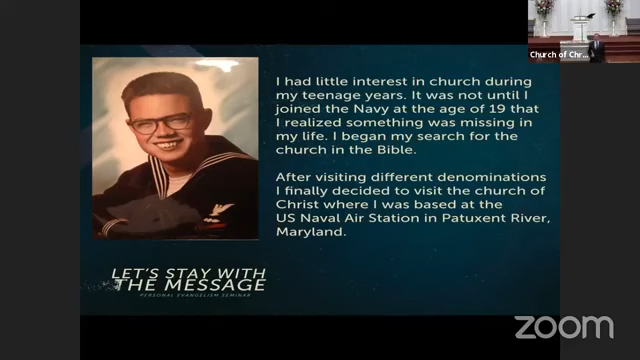 Church of Chr...
I had little interest in church during
my teenage years. It was not until I
joined the Navy at the age of 19 that
I realized something was missing in
my life. I began my search for the
church in the Bible.
After visiting different denominations
I finally decided to visit the church of
Christ where I was based at the
US Naval Air Station in Patuxent River,
Maryland.
LET'S STAY WITH
THE MESSAGE
PERSONAL EVANGELISM SEMINAR
zoom